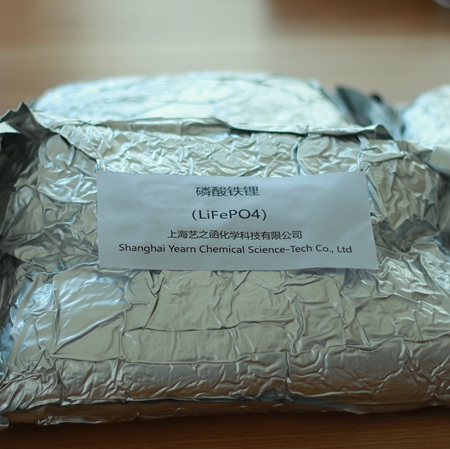 磷酸铁锂
(LiFePO4)
上海艺之函化学科技有限公司
Shanghai Yearn Chemical Science-Tech Co., Ltd